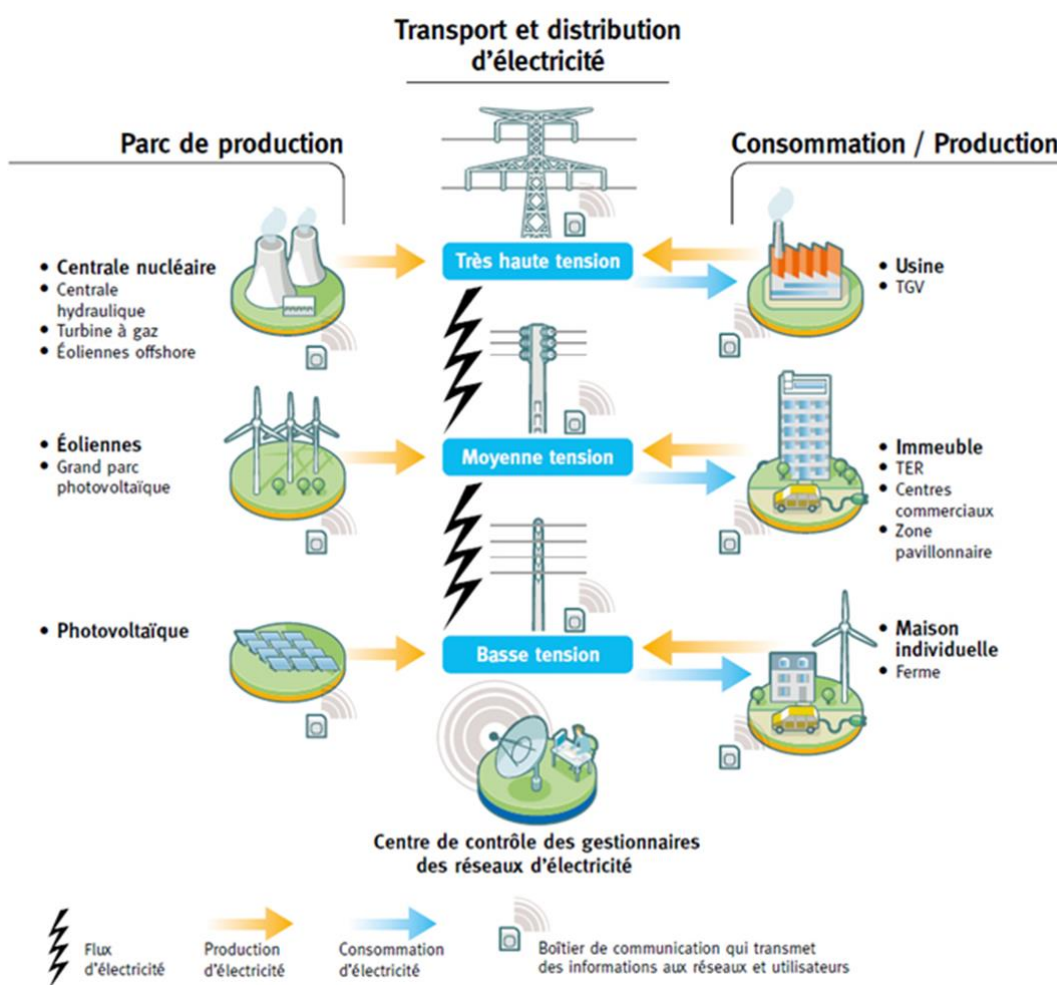 Transport et distribution
d'électricité
Parc de production
Consommation / Production
• Centrale nucléaire
• Centrale
hydraulique
• Turbine à gaz
• Éoliennes offshore
Très haute tension
• Usine
• TGV
• Éoliennes
• Grand parc
photovoltaïque
Moyenne tension
• Immeuble
• TER
• Centres
commerciaux
• Zone
pavillonnaire
• Photovoltaïque
Basse tension
• Maison
individuelle
• Ferme
Centre de contrôle des gestionnaires
des réseaux d'électricité
Flux
d'électricité
Production
d'électricité
Consommation
d'électricité
Boîtier de communication qui transmet
des informations aux réseaux et utilisateurs